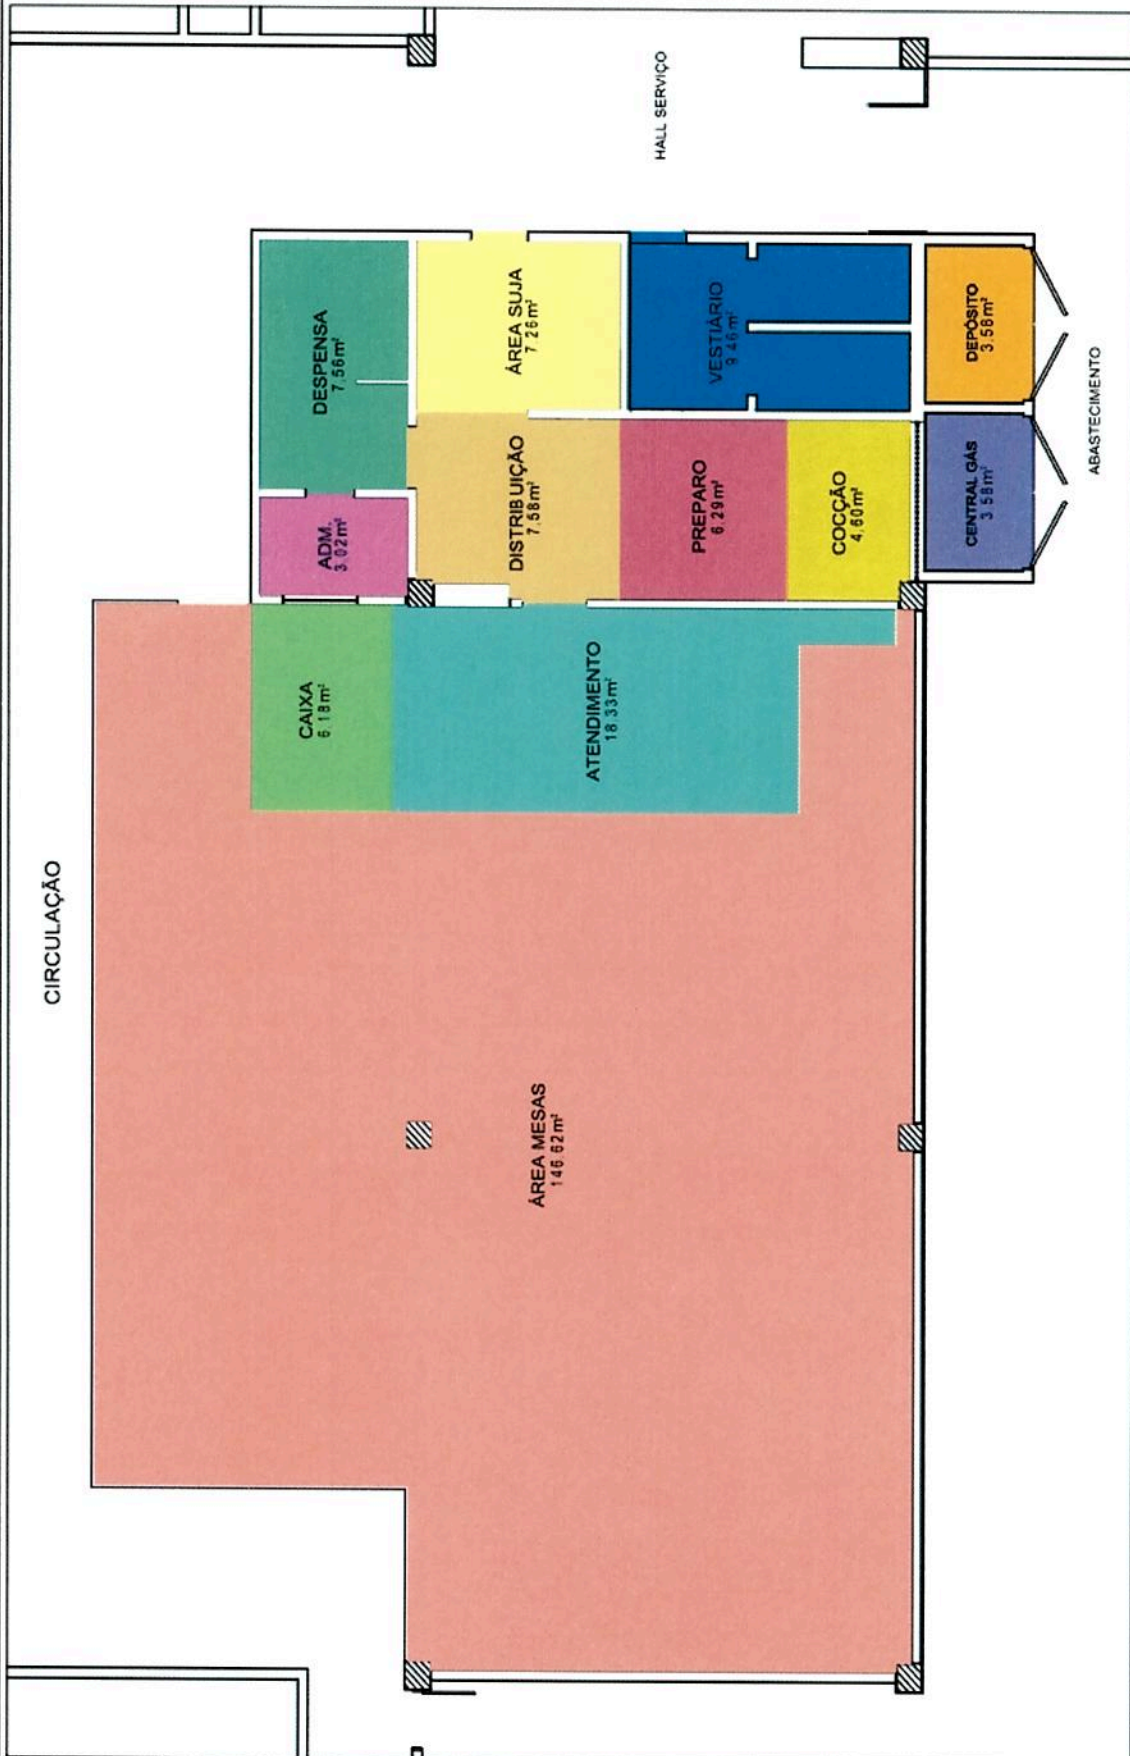 CIRCULAÇÃO
HALL SERVIÇO
DESPENSA
7,56m²
ÁREA SUJA
7.26m²
VESTIÁRIO
9.46m²
DEPÓSITO
3.58m²
ADM.
3.02m²
DISTRIBUIÇÃO
7,58m²
PREPARO
6.29m²
COCÇÃO
4,60m²
CENTRAL GÁS
3.58m²
ABASTECIMENTO
CAIXA
6.18m²
ATENDIMENTO
18.33m²
ÁREA MESAS
146.62m²